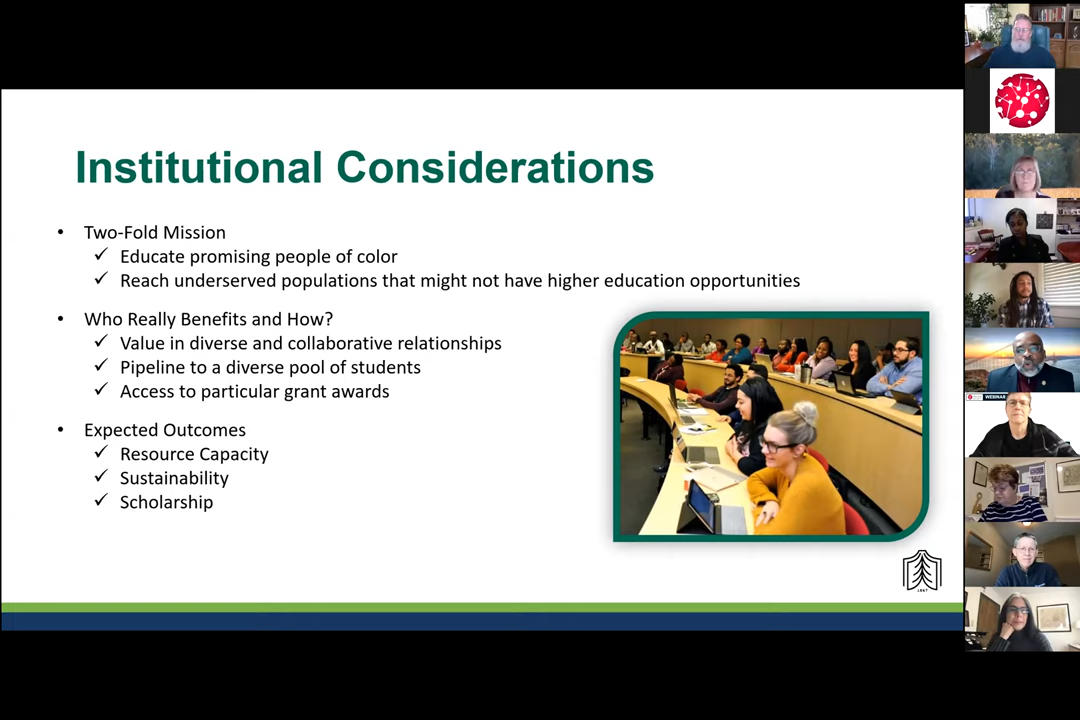 Institutional Considerations
• Two-Fold Mission
✓ Educate promising people of color
✓ Reach underserved populations that might not have higher education opportunities
• Who Really Benefits and How?
✓ Value in diverse and collaborative relationships
✓ Pipeline to a diverse pool of students
✓ Access to particular grant awards
• Expected Outcomes
✓ Resource Capacity
✓ Sustainability
✓ Scholarship
1867
WEBINAR